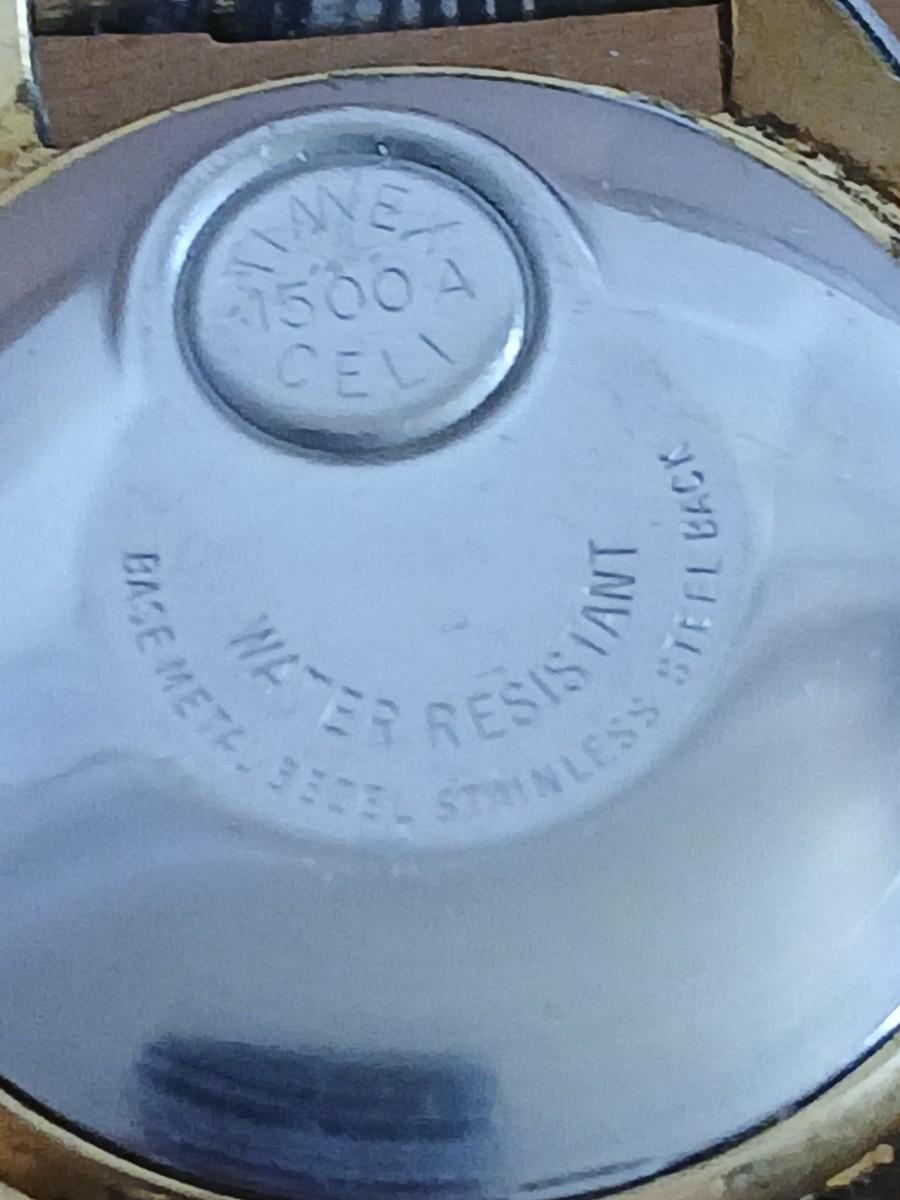 TIMEX
1500 A
CELL
WATER RESISTANT
BASE METAL BEZEL STAINLESS STEEL BACK